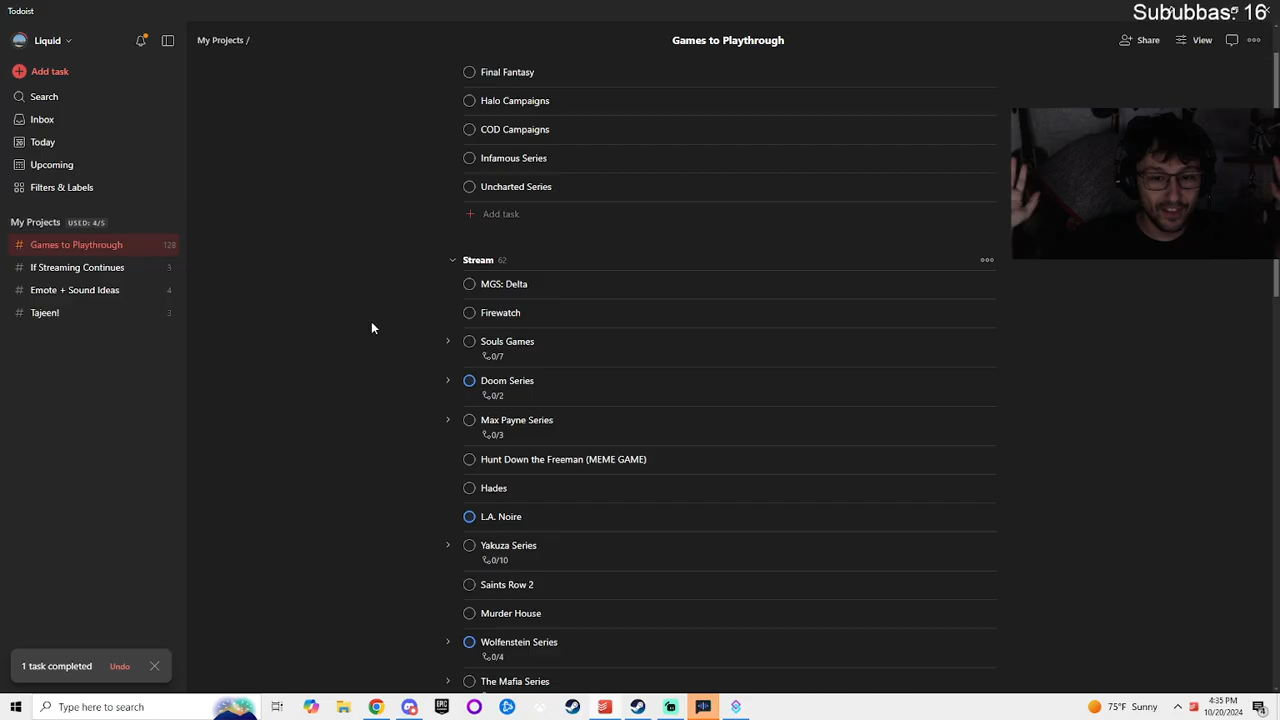 Todoist
Sububbas: 16
Liquid
My Projects /
Games to Playthrough
Share
View
Add task
Search
Inbox
20
Today
Upcoming
Filters & Labels
My Projects USED: 4/5
# Games to Playthrough 128
# If Streaming Continues 3
# Emote + Sound Ideas 4
# Tajeen! 3
Final Fantasy
Halo Campaigns
COD Campaigns
Infamous Series
Uncharted Series
+ Add task
Stream 62
MGS: Delta
Firewatch
Souls Games
0/7
Doom Series
0/2
Max Payne Series
0/3
Hunt Down the Freeman (MEME GAME)
Hades
L.A. Noire
Yakuza Series
0/10
Saints Row 2
Murder House
Wolfenstein Series
0/4
The Mafia Series
1 task completed Undo
Type here to search
EPIC
75°F Sunny
4:35 PM
10/20/2024
4